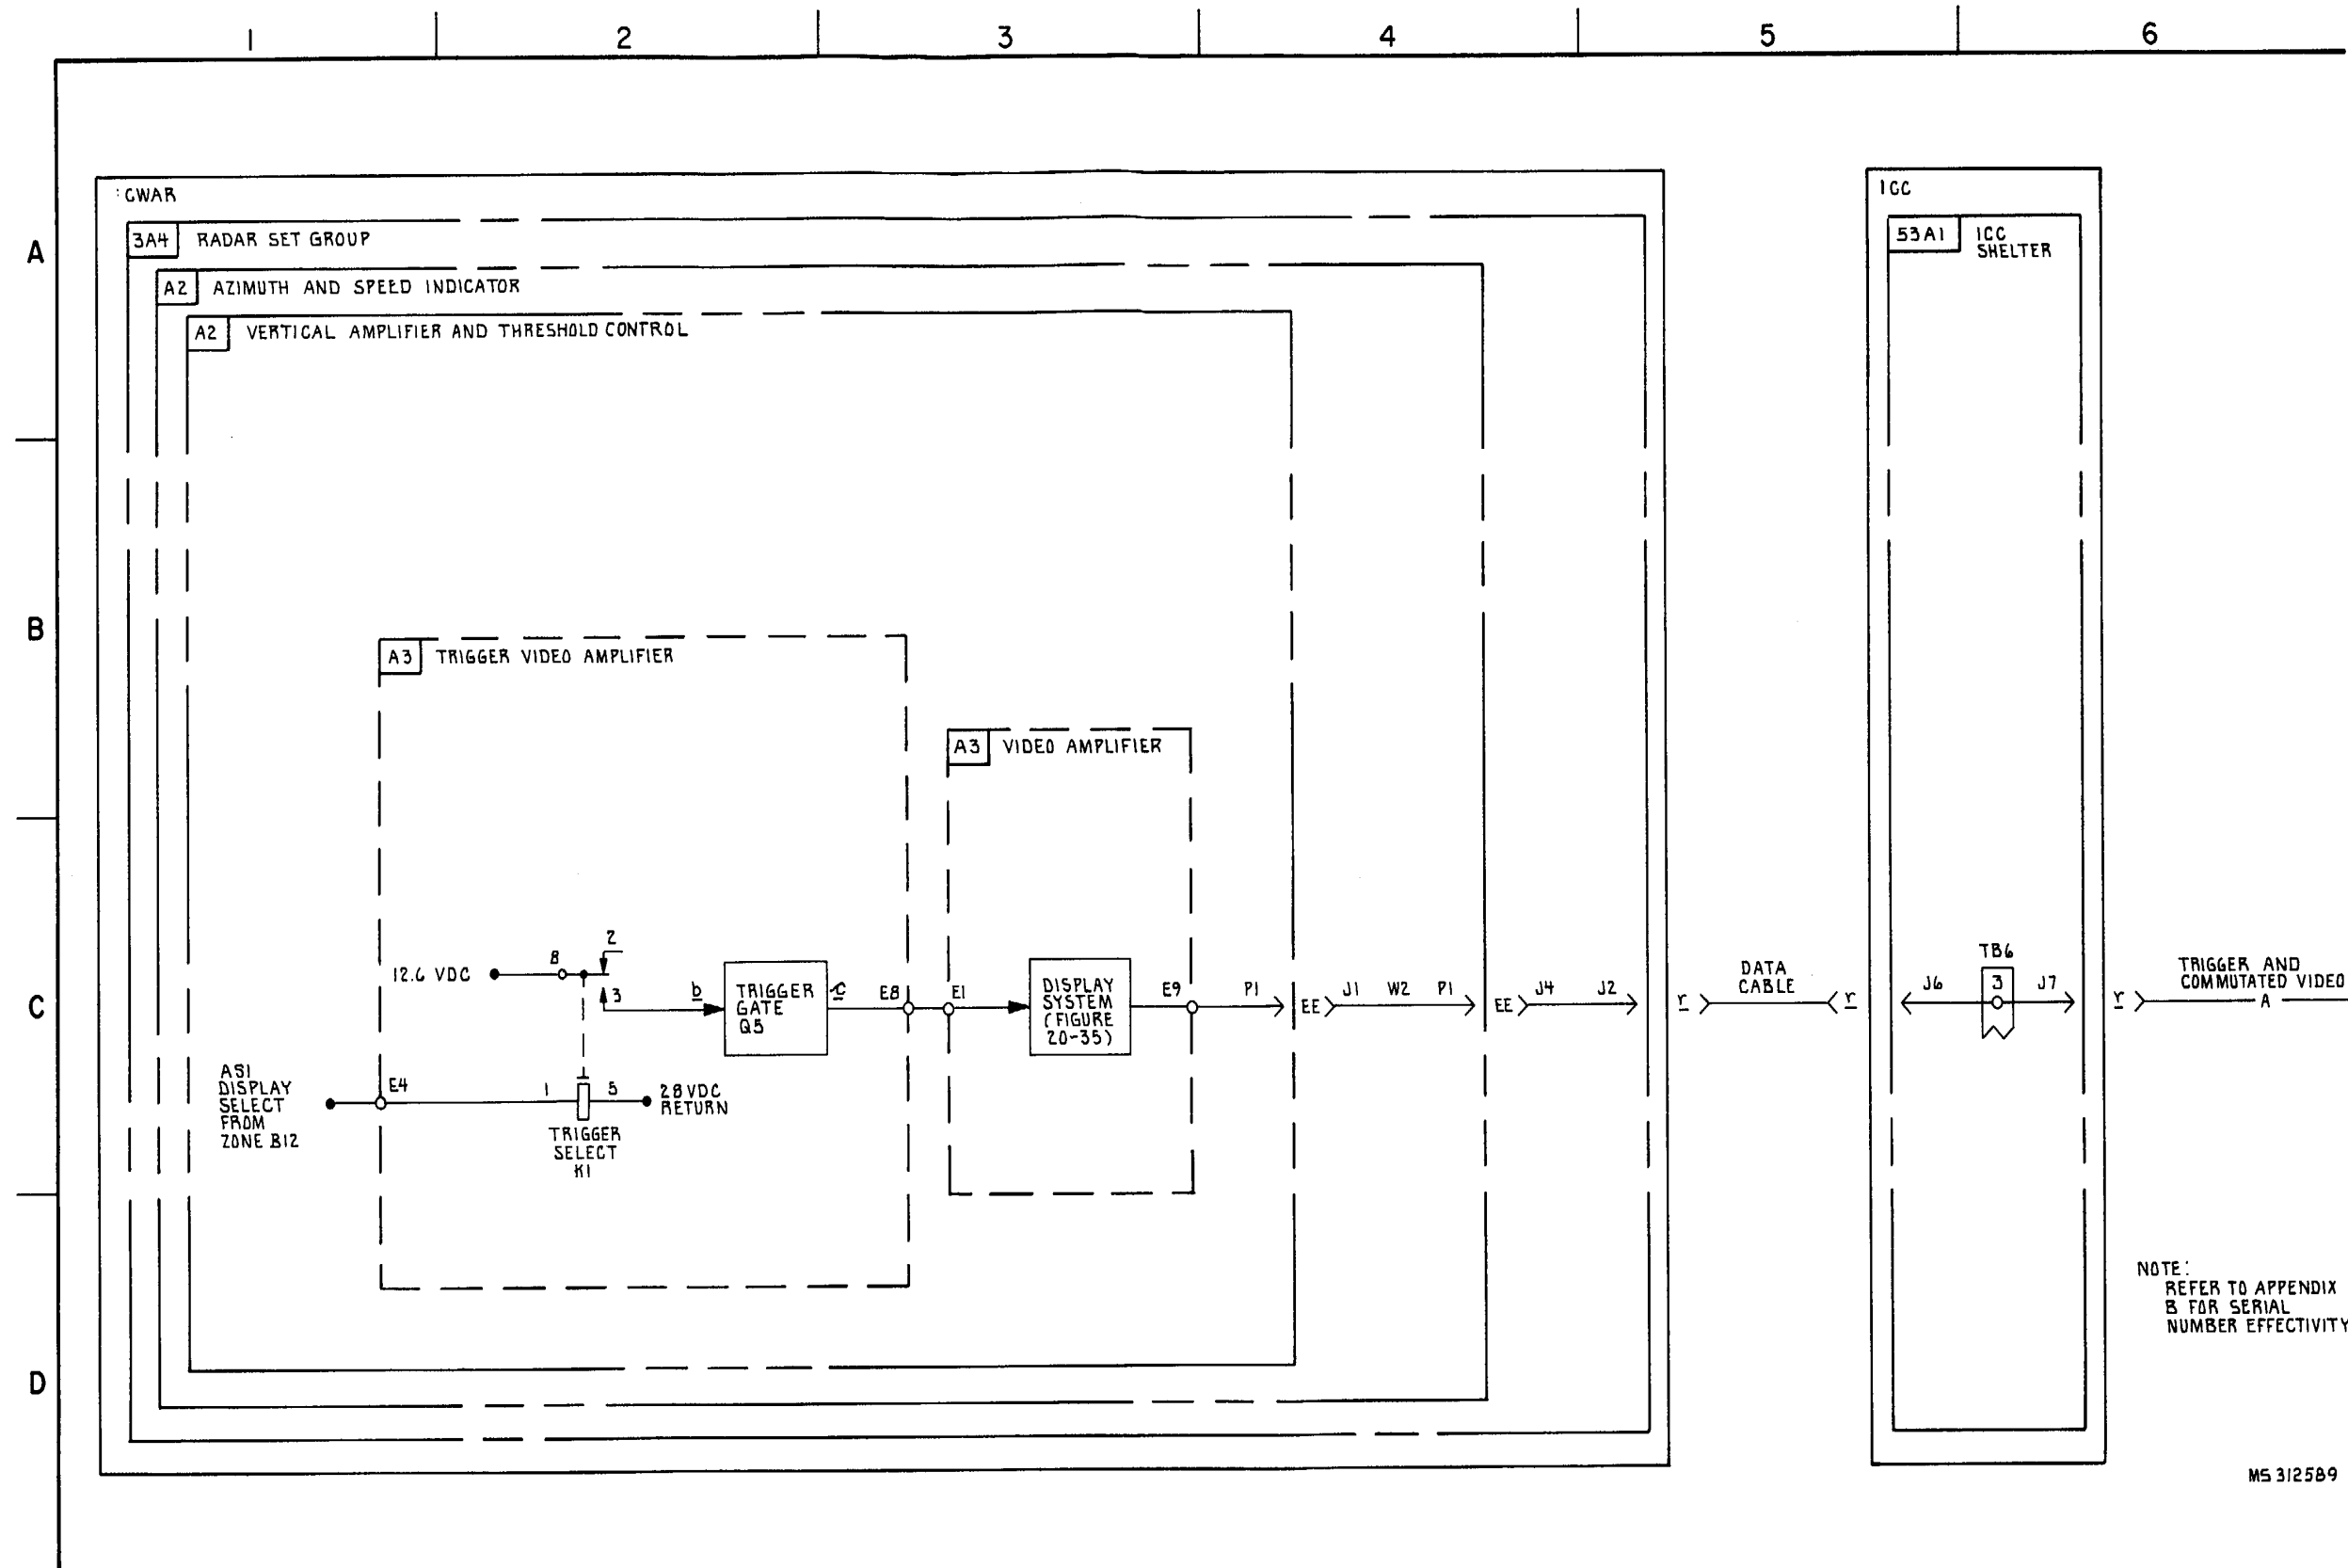 1 2 3 4 5 6
CWAR
3A4 RADAR SET GROUP
A2 AZIMUTH AND SPEED INDICATOR
A2 VERTICAL AMPLIFIER AND THRESHOLD CONTROL
ICC
53A1 ICC
SHELTER
A
B
C
D
A3 TRIGGER VIDEO AMPLIFIER
A3 VIDEO AMPLIFIER
12.6 VDC
8
2
3
b
TRIGGER
GATE
Q5
c
E8
E1
DISPLAY
SYSTEM
(FIGURE
20-35)
E9
P1
EE
J1
W2
P1
EE
J4
J2
r
DATA
CABLE
r
J6
TB6
3
J7
r
TRIGGER AND
COMMUTATED VIDEO
A
ASI
DISPLAY
SELECT
FROM
ZONE B12
E4
1
5
28VDC
RETURN
TRIGGER
SELECT
K1
NOTE:
REFER TO APPENDIX
B FOR SERIAL
NUMBER EFFECTIVITY
MS 312589